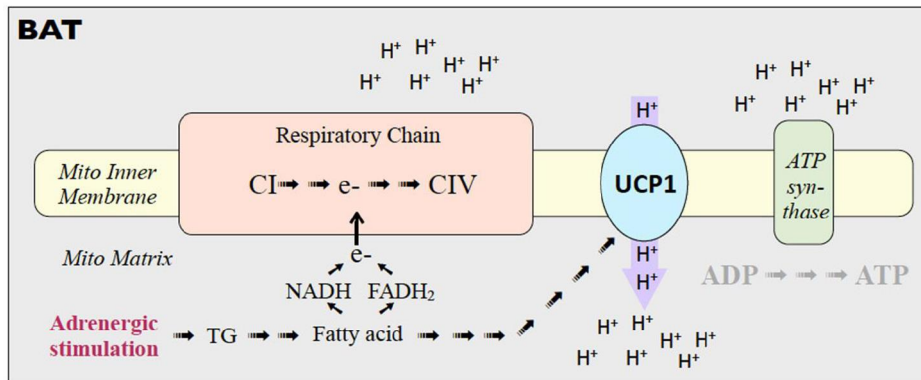 BAT
H⁺ H⁺ H⁺ H⁺ H⁺ H⁺ H⁺
H⁺ H⁺ H⁺ H⁺ H⁺ H⁺ H⁺
H⁺
Respiratory Chain
Mito Inner
Membrane
CI e- CIV
UCP1
ATP
syn-
thase
Mito Matrix
e-
H⁺
H⁺
NADH FADH₂
ADP ATP
Adrenergic
stimulation
TG Fatty acid
H⁺ H⁺ H⁺ H⁺ H⁺ H⁺ H⁺